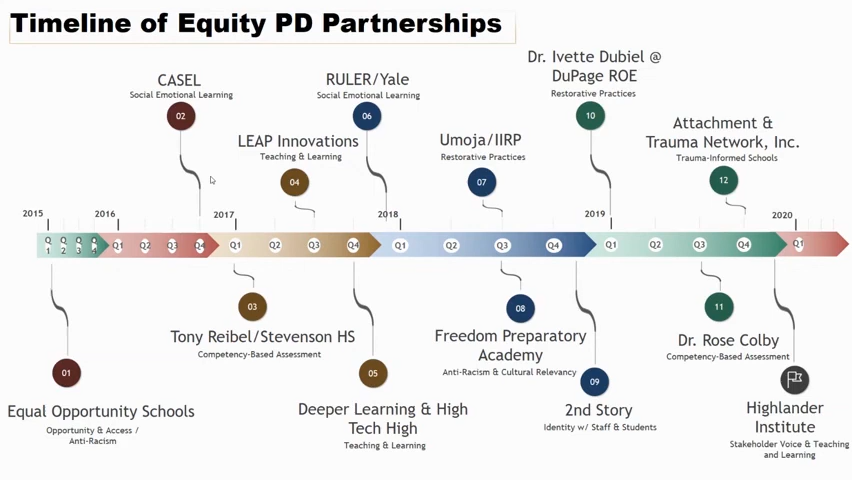 Timeline of Equity PD Partnerships
CASEL
Social Emotional Learning
02
LEAP Innovations
Teaching & Learning
04
RULER/Yale
Social Emotional Learning
06
Umoja/IIRP
Restorative Practices
07
Dr. Ivette Dubiel @
DuPage ROE
Restorative Practices
10
Attachment &
Trauma Network, Inc.
Trauma-Informed Schools
12
2015 2016 2017 2018 2019 2020
Q1 Q2 Q3 Q4 Q1 Q2 Q3 Q4 Q1 Q2 Q3 Q4 Q1 Q2 Q3 Q4 Q1 Q2 Q3 Q4 Q1
01
Equal Opportunity Schools
Opportunity & Access /
Anti-Racism
03
Tony Reibel/Stevenson HS
Competency-Based Assessment
05
Deeper Learning & High
Tech High
Teaching & Learning
08
Freedom Preparatory
Academy
Anti-Racism & Cultural Relevancy
09
2nd Story
Identity w/ Staff & Students
11
Dr. Rose Colby
Competency-Based Assessment
Highlander
Institute
Stakeholder Voice & Teaching
and Learning